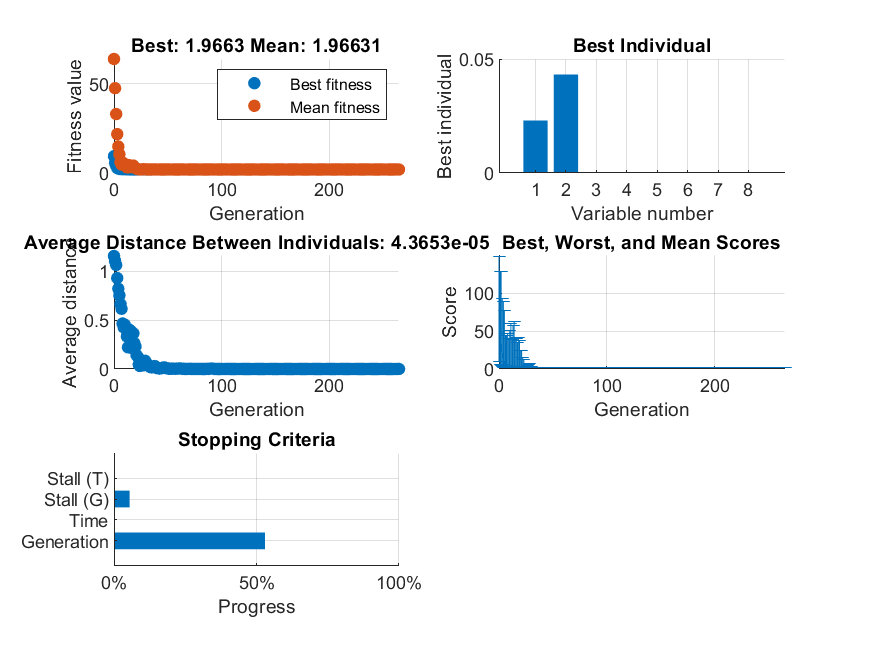 Best: 1.9663 Mean: 1.96631
Fitness value
50
0
0 100 200
Generation
Best fitness
Mean fitness
Best Individual
Best individual
0.05
0
1 2 3 4 5 6 7 8
Variable number
Average Distance Between Individuals: 4.3653e-05
Average distance
1
0.5
0
0 100 200
Generation
Best, Worst, and Mean Scores
Score
100
50
0
0 100 200
Generation
Stopping Criteria
Stall (T)
Stall (G)
Time
Generation
0% 50% 100%
Progress